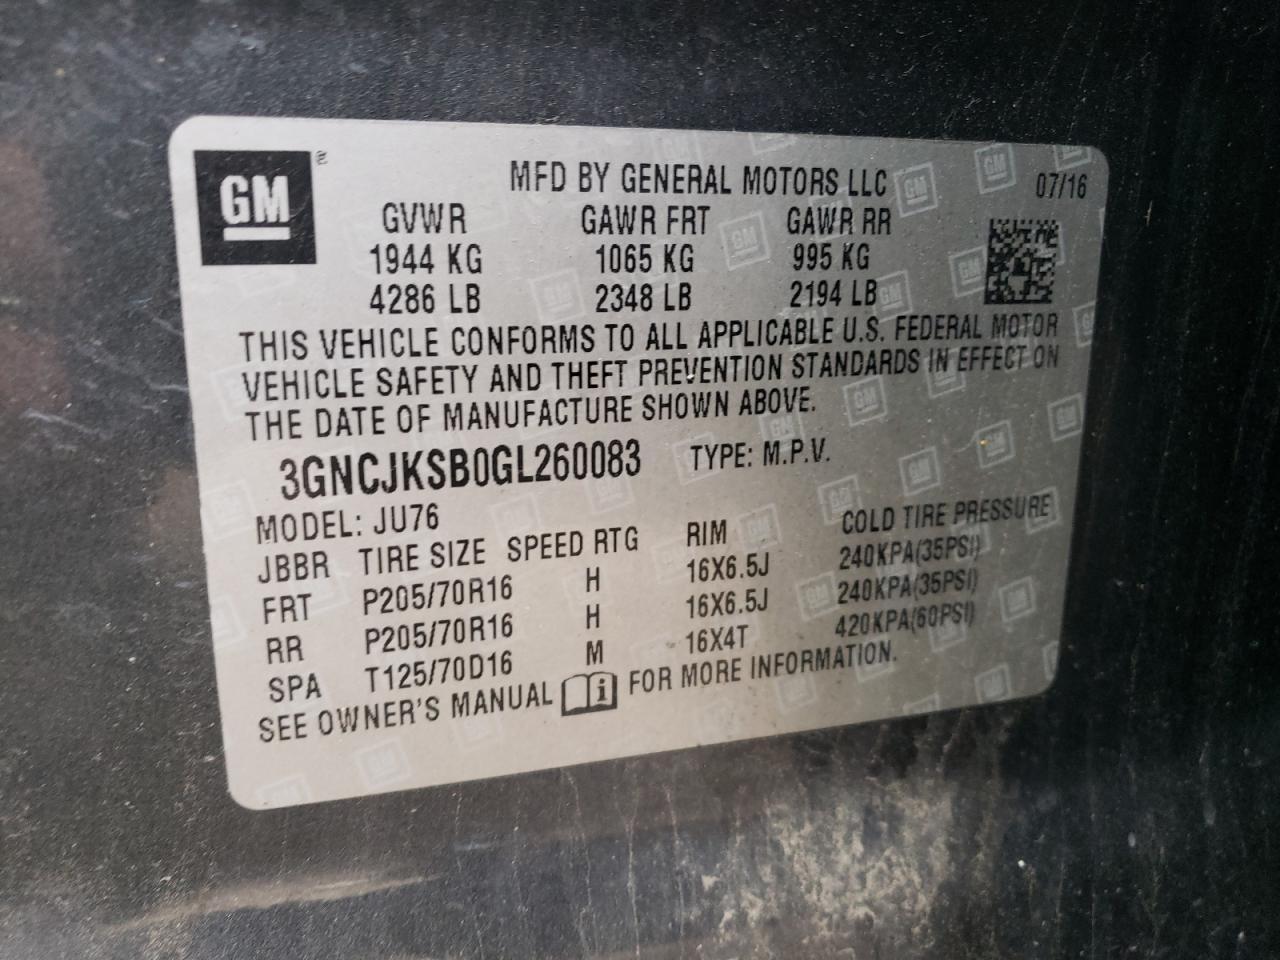 GM
MFD BY GENERAL MOTORS LLC 07/16
GVWR GAWR FRT GAWR RR
1944 KG 1065 KG 995 KG
4286 LB 2348 LB 2194 LB
THIS VEHICLE CONFORMS TO ALL APPLICABLE U.S. FEDERAL MOTOR
VEHICLE SAFETY AND THEFT PREVENTION STANDARDS IN EFFECT ON
THE DATE OF MANUFACTURE SHOWN ABOVE.
3GNCJKSB0GL260083 TYPE: M.P.V.
MODEL: JU76
JBBR TIRE SIZE SPEED RTG RIM COLD TIRE PRESSURE
FRT P205/70R16 H 16X6.5J 240KPA(35PSI)
RR P205/70R16 H 16X6.5J 240KPA(35PSI)
SPA T125/70D16 M 16X4T 420KPA(60PSI)
SEE OWNER'S MANUAL FOR MORE INFORMATION.